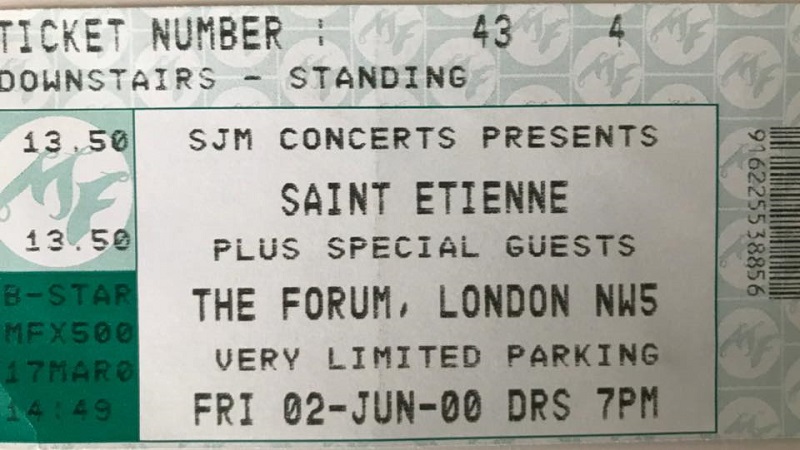 TICKET NUMBER : 43 4
DOWNSTAIRS - STANDING
13.50
13.50
B-STAR
MFX500
17MAR0
14:49
SJM CONCERTS PRESENTS
SAINT ETIENNE
PLUS SPECIAL GUESTS
THE FORUM, LONDON NW5
VERY LIMITED PARKING
FRI 02-JUN-00 DRS 7PM
916225538856
MF